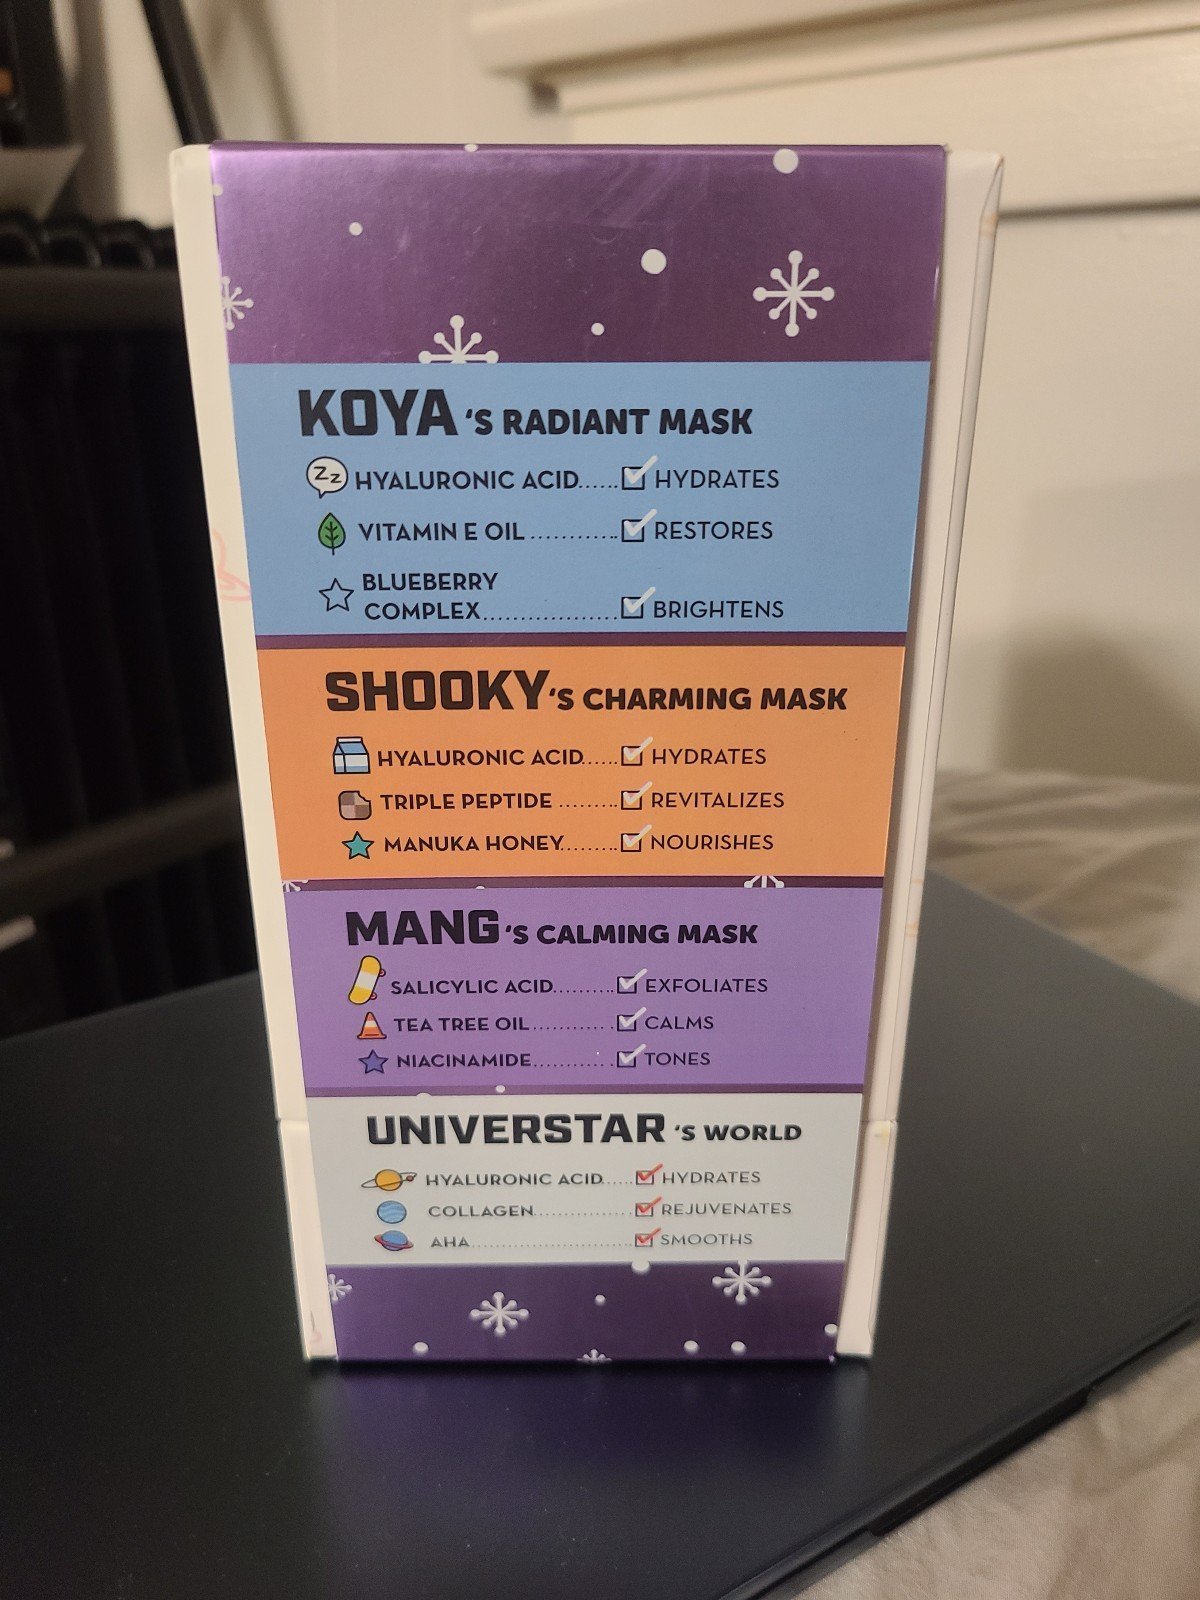 KOYA 'S RADIANT MASK
Zz HYALURONIC ACID...... HYDRATES
VITAMIN E OIL ........... RESTORES
BLUEBERRY
COMPLEX................... BRIGHTENS
SHOOKY'S CHARMING MASK
HYALURONIC ACID...... HYDRATES
TRIPLE PEPTIDE ......... REVITALIZES
MANUKA HONEY......... NOURISHES
MANG'S CALMING MASK
SALICYLIC ACID.......... EXFOLIATES
TEA TREE OIL............. CALMS
NIACINAMIDE............. TONES
UNIVERSTAR 'S WORLD
HYALURONIC ACID...... HYDRATES
COLLAGEN.................. REJUVENATES
AHA............................ SMOOTHS